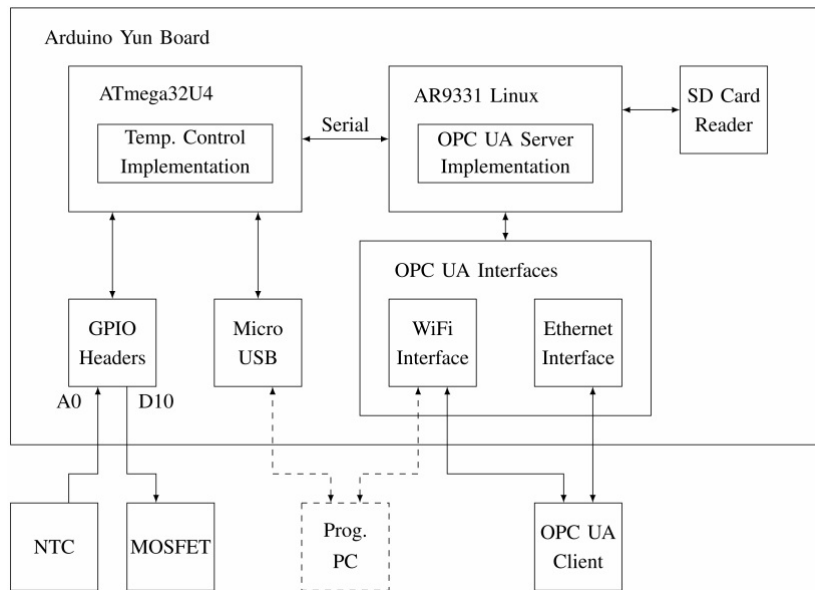 Arduino Yun Board
ATmega32U4
Temp. Control
Implementation
Serial
AR9331 Linux
OPC UA Server
Implementation
SD Card
Reader
OPC UA Interfaces
GPIO
Headers
Micro
USB
WiFi
Interface
Ethernet
Interface
A0
D10
NTC
MOSFET
Prog.
PC
OPC UA
Client